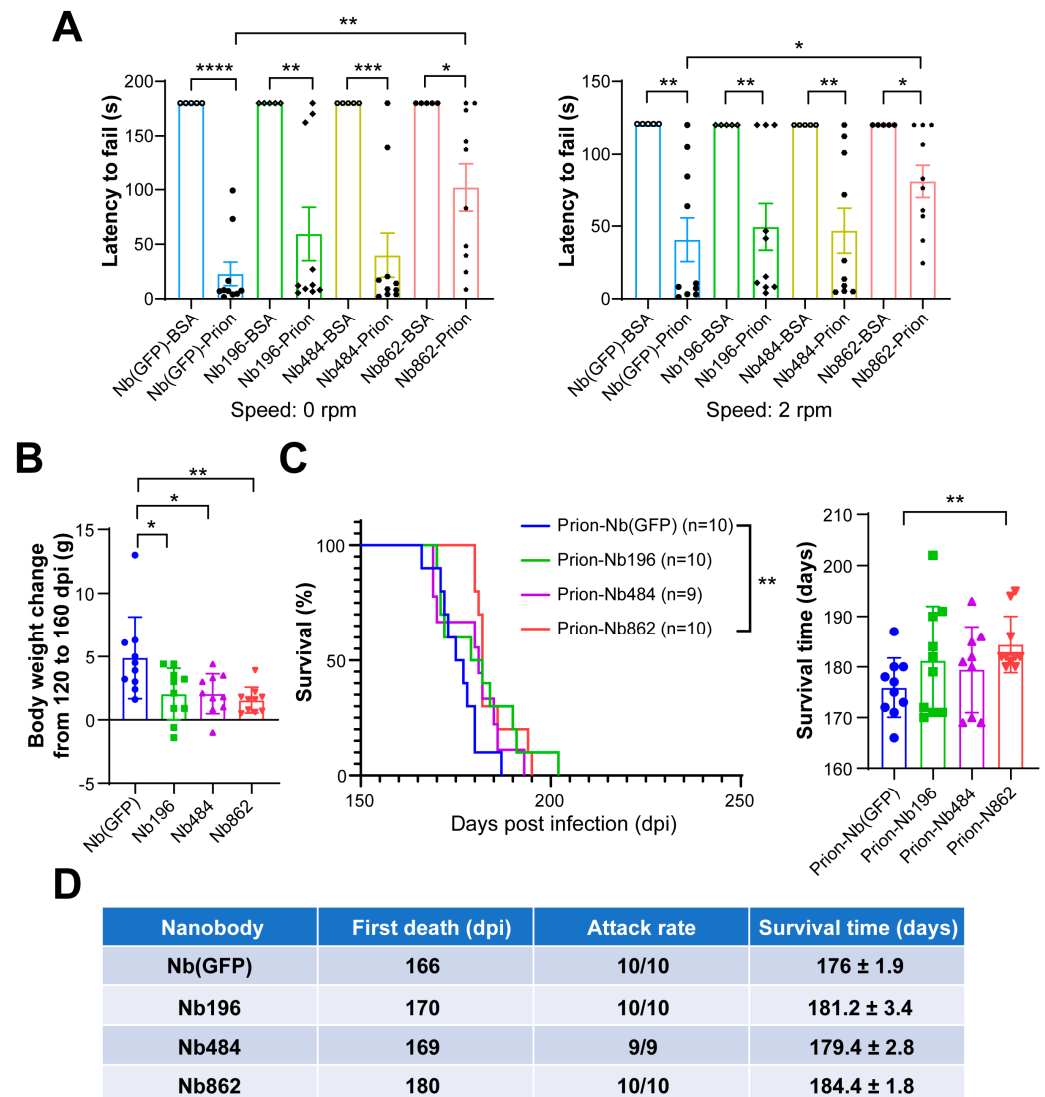 A
**
**** ** *** *
Latency to fail (s)
200
150
100
50
0
Nb(GFP)-BSA
Nb(GFP)-Prion
Nb196-BSA
Nb196-Prion
Nb484-BSA
Nb484-Prion
Nb862-BSA
Nb862-Prion
Speed: 0 rpm
*
** ** ** *
Latency to fail (s)
150
100
50
0
Nb(GFP)-BSA
Nb(GFP)-Prion
Nb196-BSA
Nb196-Prion
Nb484-BSA
Nb484-Prion
Nb862-BSA
Nb862-Prion
Speed: 2 rpm
B
**
*
*
Body weight change
from 120 to 160 dpi (g)
15
10
5
0
-5
Nb(GFP)
Nb196
Nb484
Nb862
C
Survival (%)
100
50
0
150 200 250
Days post infection (dpi)
Prion-Nb(GFP) (n=10)
Prion-Nb196 (n=10)
Prion-Nb484 (n=9)
Prion-Nb862 (n=10)
**
**
Survival time (days)
210
200
190
180
170
160
Prion-Nb(GFP)
Prion-Nb196
Prion-Nb484
Prion-N862
D
Nanobody First death (dpi) Attack rate Survival time (days)
Nb(GFP) 166 10/10 176 ± 1.9
Nb196 170 10/10 181.2 ± 3.4
Nb484 169 9/9 179.4 ± 2.8
Nb862 180 10/10 184.4 ± 1.8